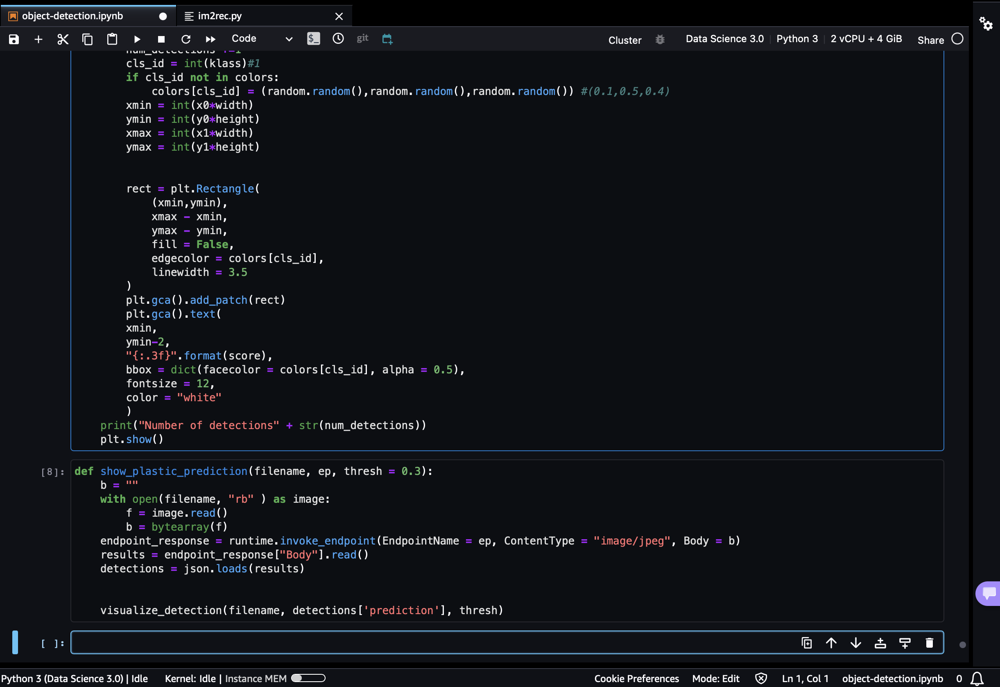 object-detection.ipynb
im2rec.py
Code
$_
git
Cluster
Data Science 3.0
Python 3
2 vCPU + 4 GiB
Share
cls_id = int(klass)#1
if cls_id not in colors:
colors[cls_id] = (random.random(),random.random(),random.random()) #(0.1,0.5,0.4)
xmin = int(x0*width)
ymin = int(y0*height)
xmax = int(x1*width)
ymax = int(y1*height)
rect = plt.Rectangle(
(xmin,ymin),
xmax - xmin,
ymax - ymin,
fill = False,
edgecolor = colors[cls_id],
linewidth = 3.5
)
plt.gca().add_patch(rect)
plt.gca().text(
xmin,
ymin-2,
"{:.3f}".format(score),
bbox = dict(facecolor = colors[cls_id], alpha = 0.5),
fontsize = 12,
color = "white"
)
print("Number of detections" + str(num_detections))
plt.show()
[8]:
def show_plastic_prediction(filename, ep, thresh = 0.3):
b = ""
with open(filename, "rb" ) as image:
f = image.read()
b = bytearray(f)
endpoint_response = runtime.invoke_endpoint(EndpointName = ep, ContentType = "image/jpeg", Body = b)
results = endpoint_response["Body"].read()
detections = json.loads(results)
visualize_detection(filename, detections['prediction'], thresh)
[ ]:
Python 3 (Data Science 3.0) | Idle
Kernel: Idle | Instance MEM
Cookie Preferences
Mode: Edit
Ln 1, Col 1
object-detection.ipynb
0